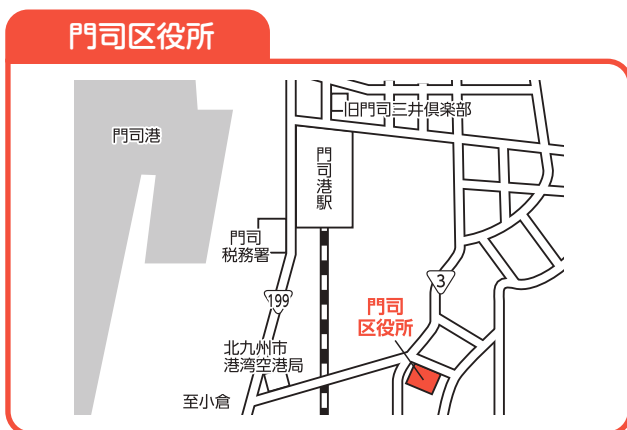 門司区役所
旧門司三井倶楽部
門司港
門司港駅
門司
税務署
3
199
門司
区役所
北九州市
港湾空港局
至小倉